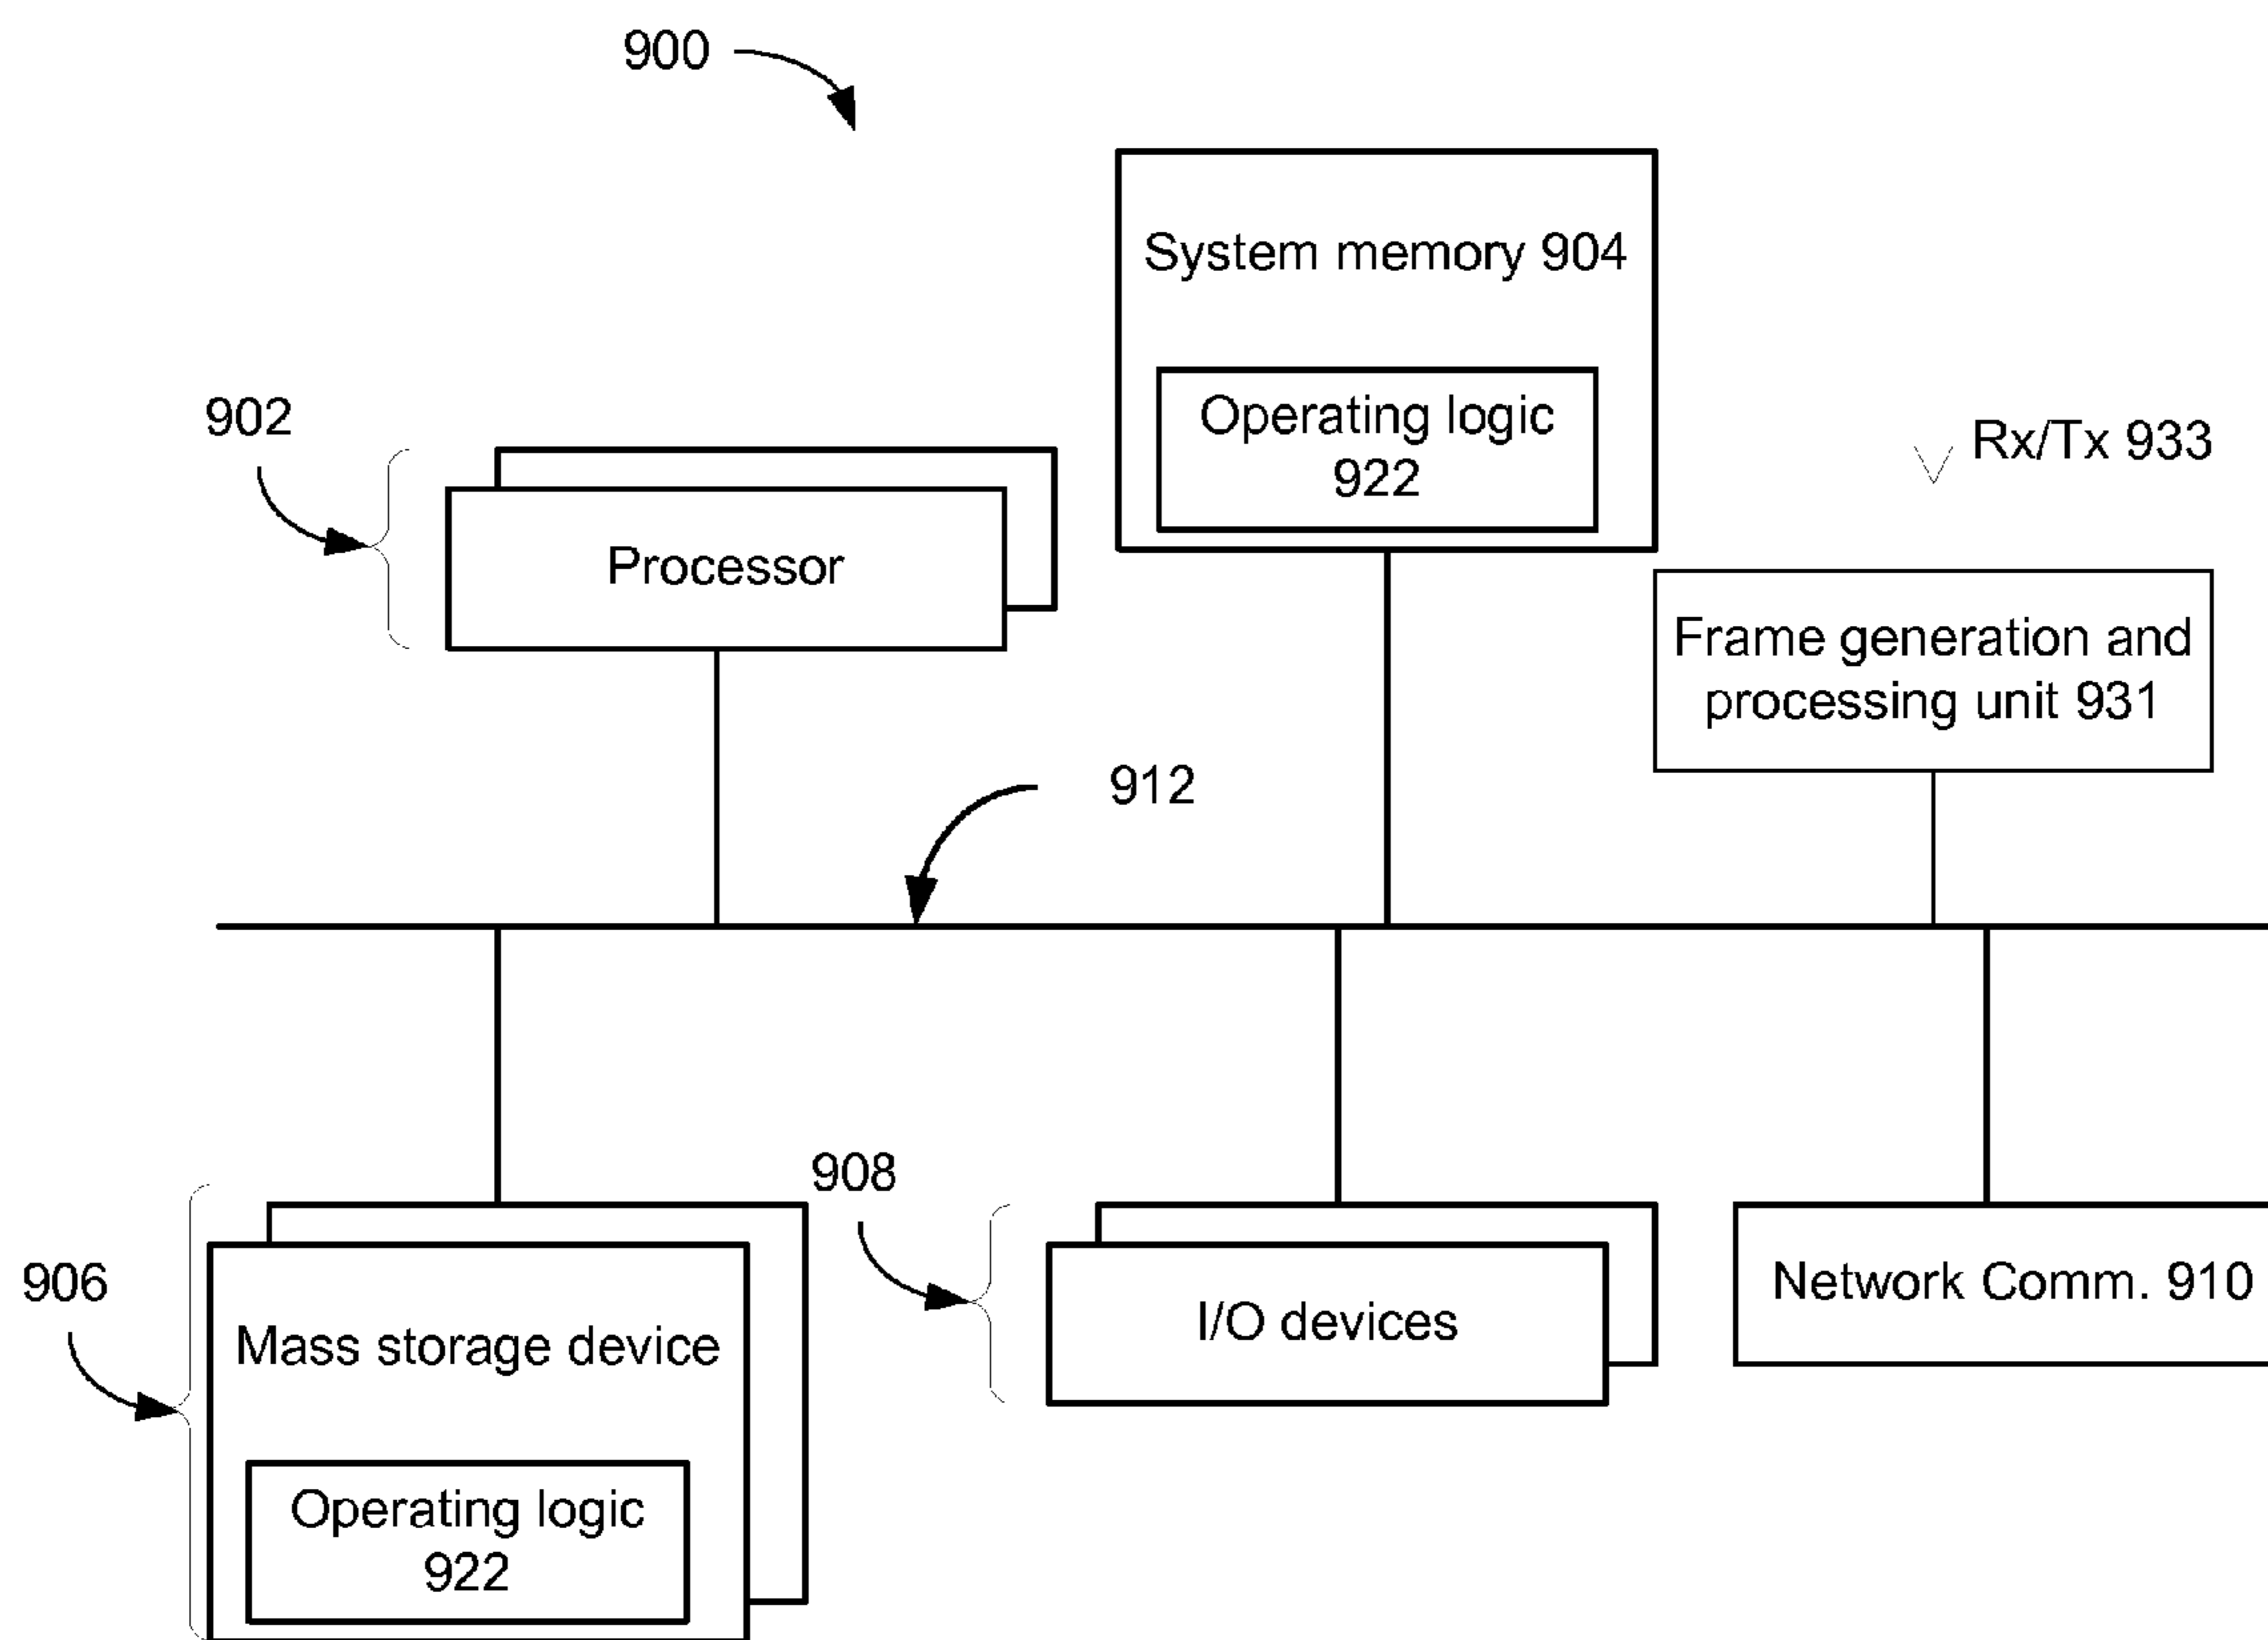 900
System memory 904
Operating logic
922
902
Rx/Tx 933
Processor
Frame generation and
processing unit 931
912
908
906
Mass storage device
I/O devices
Network Comm. 910
Operating logic
922